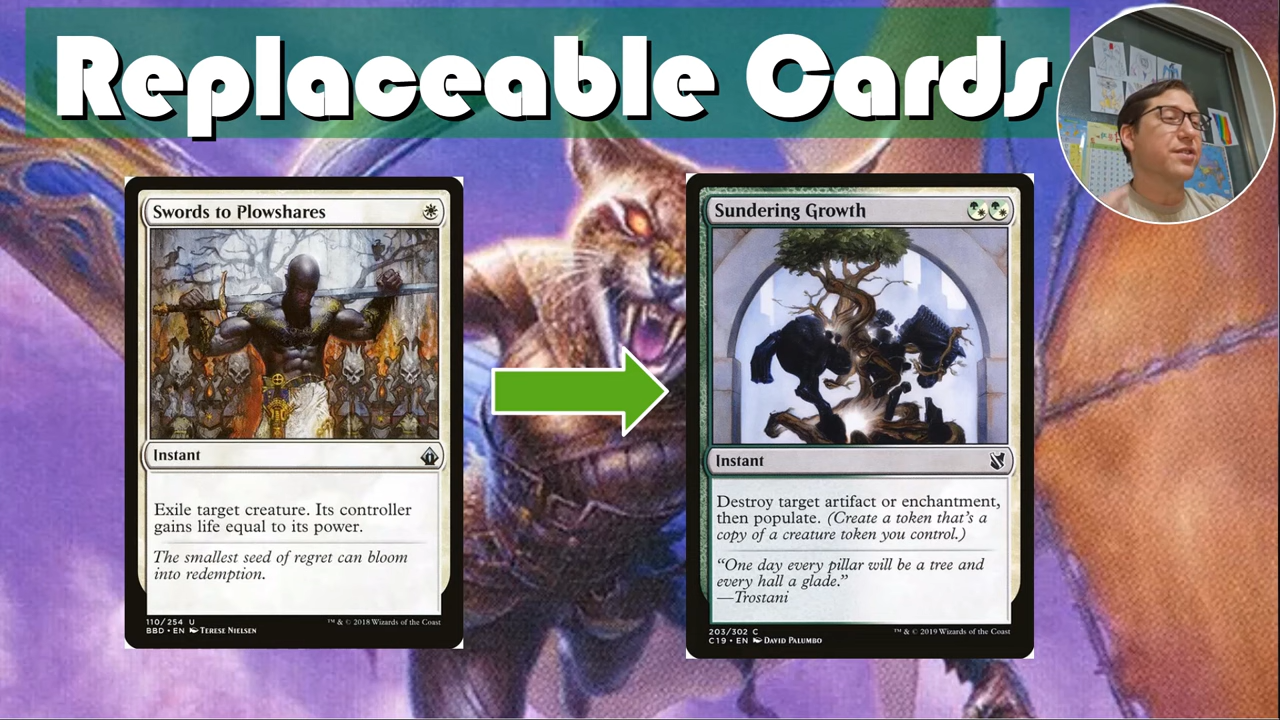 Replaceable Cards
Swords to Plowshares
Instant
Exile target creature. Its controller
gains life equal to its power.
The smallest seed of regret can bloom
into redemption.
110/254 U
BBD • EN TERESE NIELSEN
™ & © 2018 Wizards of the Coast
Sundering Growth
Instant
Destroy target artifact or enchantment,
then populate. (Create a token that's a
copy of a creature token you control.)
"One day every pillar will be a tree and
every hall a glade."
—Trostani
203/302 C
C19 • EN DAVID PALUMBO
™ & © 2019 Wizards of the Coast